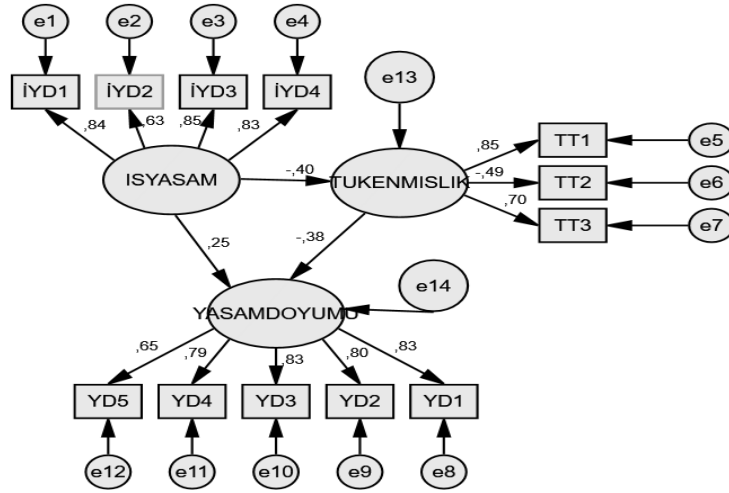 e1
e2
e3
e4
İYD1
İYD2
İYD3
İYD4
e13
,84
,63
,85
,83
ISYASAM
-,40
TUKENMISLIK
,85
-,49
,70
TT1
TT2
TT3
e5
e6
e7
,25
-,38
YASAMDOYUMU
e14
,65
,79
,83
,80
,83
YD5
YD4
YD3
YD2
YD1
e12
e11
e10
e9
e8